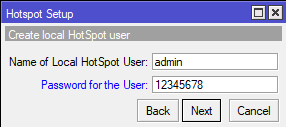 Hotspot Setup
Create local HotSpot user
Name of Local HotSpot User: admin
Password for the User: 12345678
Back Next Cancel